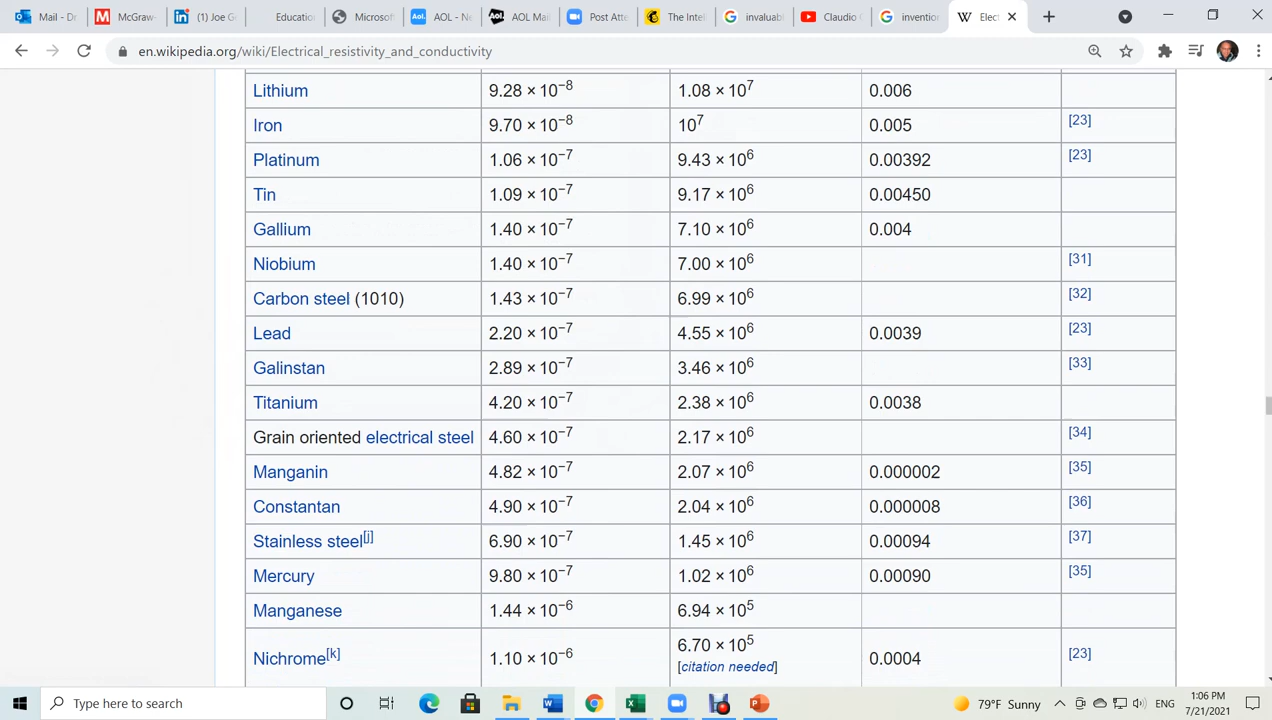 Mail - Di
McGraw
(1) Joe G
Educatio
Microsof
AOL - Ne
AOL Mai
Post Atte
The Intel
invaluabl
Claudio C
inventio
Elect
en.wikipedia.org/wiki/Electrical_resistivity_and_conductivity
Lithium 9.28 × 10⁻⁸ 1.08 × 10⁷ 0.006
Iron 9.70 × 10⁻⁸ 10⁷ 0.005 [23]
Platinum 1.06 × 10⁻⁷ 9.43 × 10⁶ 0.00392 [23]
Tin 1.09 × 10⁻⁷ 9.17 × 10⁶ 0.00450
Gallium 1.40 × 10⁻⁷ 7.10 × 10⁶ 0.004
Niobium 1.40 × 10⁻⁷ 7.00 × 10⁶ [31]
Carbon steel (1010) 1.43 × 10⁻⁷ 6.99 × 10⁶ [32]
Lead 2.20 × 10⁻⁷ 4.55 × 10⁶ 0.0039 [23]
Galinstan 2.89 × 10⁻⁷ 3.46 × 10⁶ [33]
Titanium 4.20 × 10⁻⁷ 2.38 × 10⁶ 0.0038
Grain oriented electrical steel 4.60 × 10⁻⁷ 2.17 × 10⁶ [34]
Manganin 4.82 × 10⁻⁷ 2.07 × 10⁶ 0.000002 [35]
Constantan 4.90 × 10⁻⁷ 2.04 × 10⁶ 0.000008 [36]
Stainless steel[j] 6.90 × 10⁻⁷ 1.45 × 10⁶ 0.00094 [37]
Mercury 9.80 × 10⁻⁷ 1.02 × 10⁶ 0.00090 [35]
Manganese 1.44 × 10⁻⁶ 6.94 × 10⁵
Nichrome[k] 1.10 × 10⁻⁶ 6.70 × 10⁵ 0.0004 [23]
[citation needed]
Type here to search
79°F Sunny
ENG
1:06 PM
7/21/2021